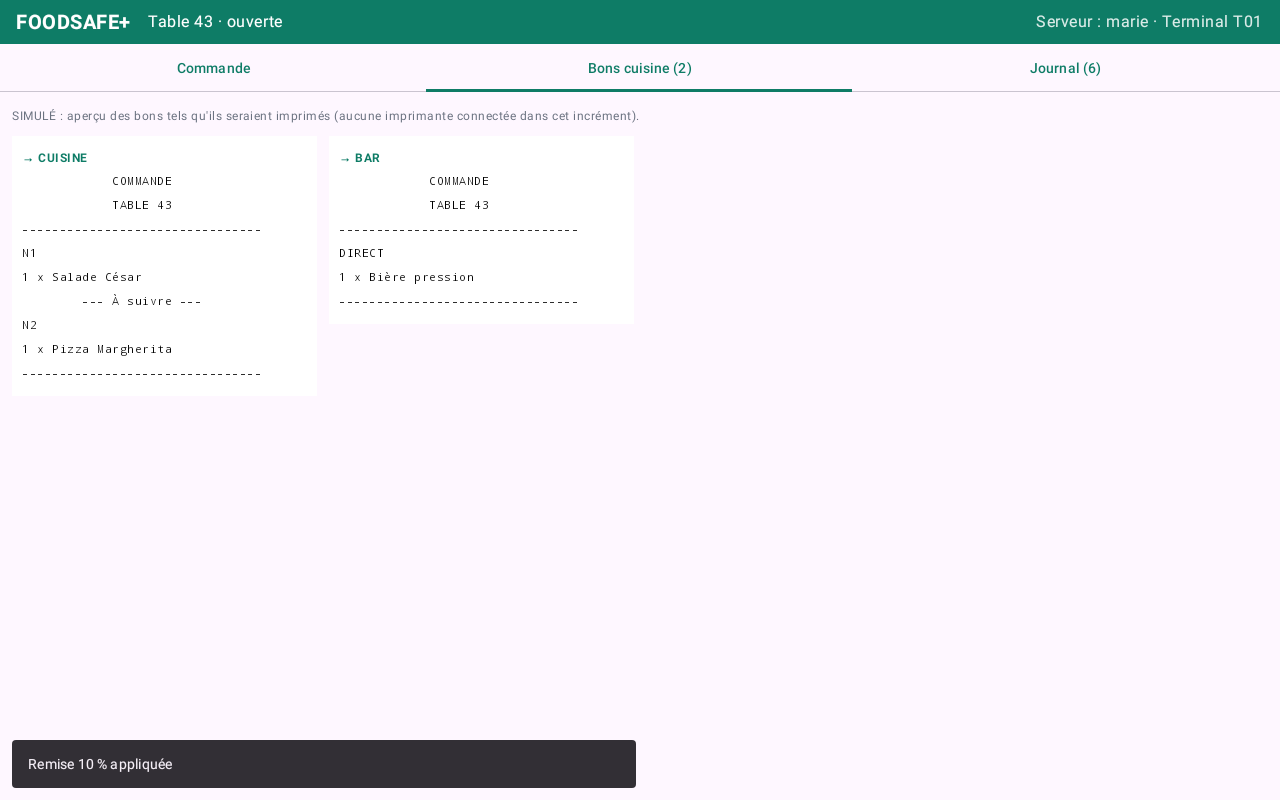 FOODSAFE+ Table 43 · ouverte Serveur : marie · Terminal T01
Commande Bons cuisine (2) Journal (6)
SIMULÉ : aperçu des bons tels qu'ils seraient imprimés (aucune imprimante connectée dans cet incrément).
→ CUISINE
COMMANDE
TABLE 43
--------------------------------
N1
1 x Salade César
--- À suivre ---
N2
1 x Pizza Margherita
--------------------------------
→ BAR
COMMANDE
TABLE 43
--------------------------------
DIRECT
1 x Bière pression
--------------------------------
Remise 10 % appliquée